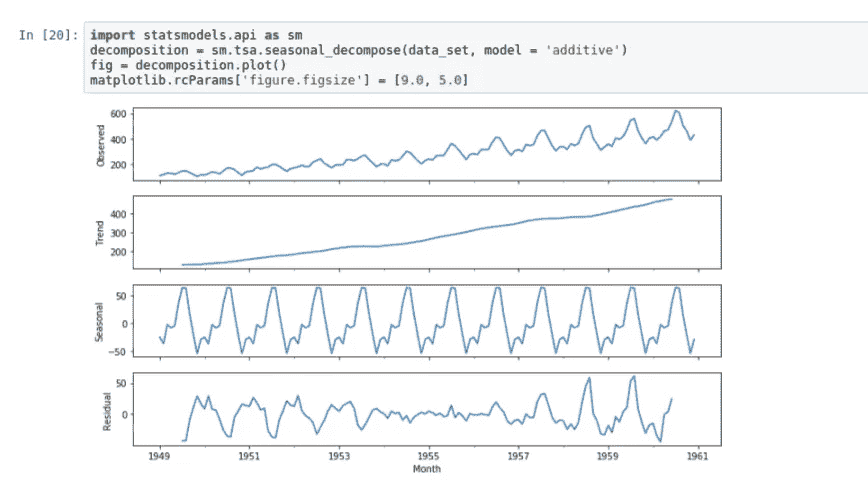 In [20]: import statsmodels.api as sm
decomposition = sm.tsa.seasonal_decompose(data_set, model = 'additive')
fig = decomposition.plot()
matplotlib.rcParams['figure.figsize'] = [9.0, 5.0]
600
400
200
Observed
400
300
200
Trend
50
0
−50
Seasonal
50
0
Residual
1949 1951 1953 1955 1957 1959 1961
Month